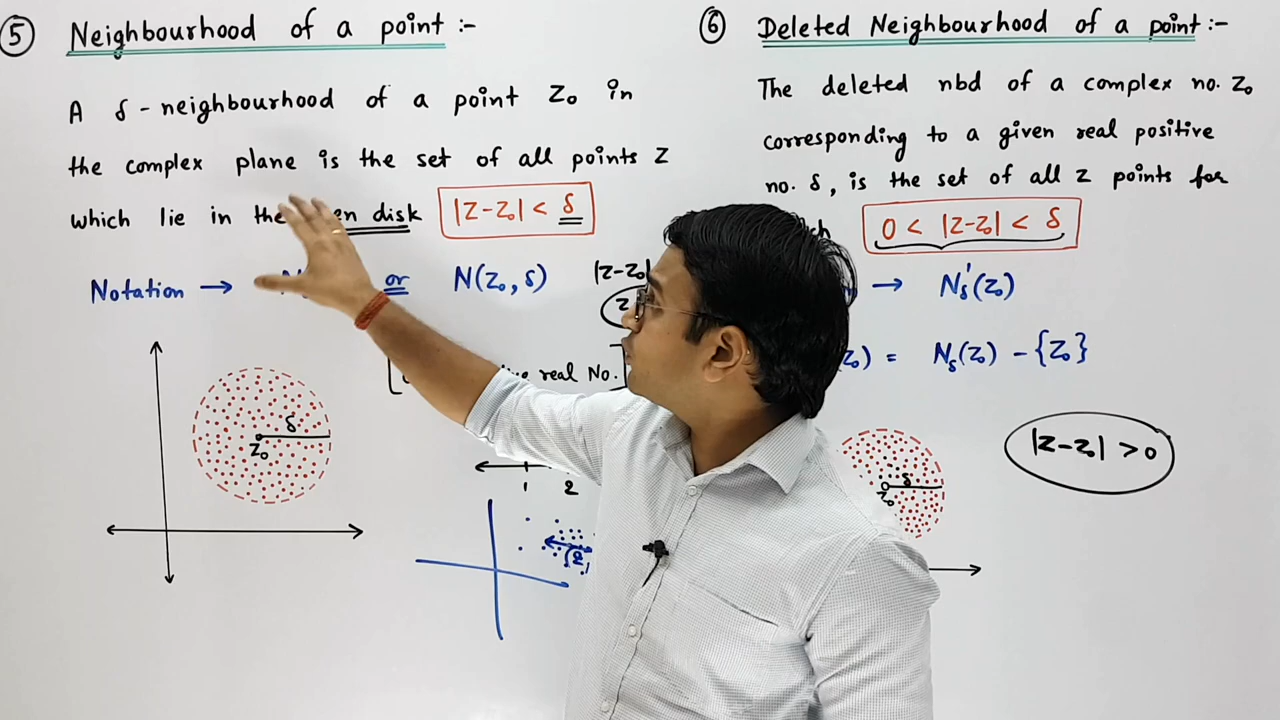 ⑤ Neighbourhood of a point :-
A δ-neighbourhood of a point Z₀ in
the complex plane is the set of all points Z
which lie in the disk |Z-Z₀| < δ
Notation → or N(Z₀, δ)
|Z-Z₀|
real No.
δ
Z₀
1 2
⑥ Deleted Neighbourhood of a point :-
The deleted nbd of a complex no. Z₀
corresponding to a given real positive
no. δ, is the set of all Z points for
0 < |Z-Z₀| < δ
→ N'δ(Z₀)
= Nδ(Z₀) - {Z₀}
|Z-Z₀| > 0
δ
Z₀